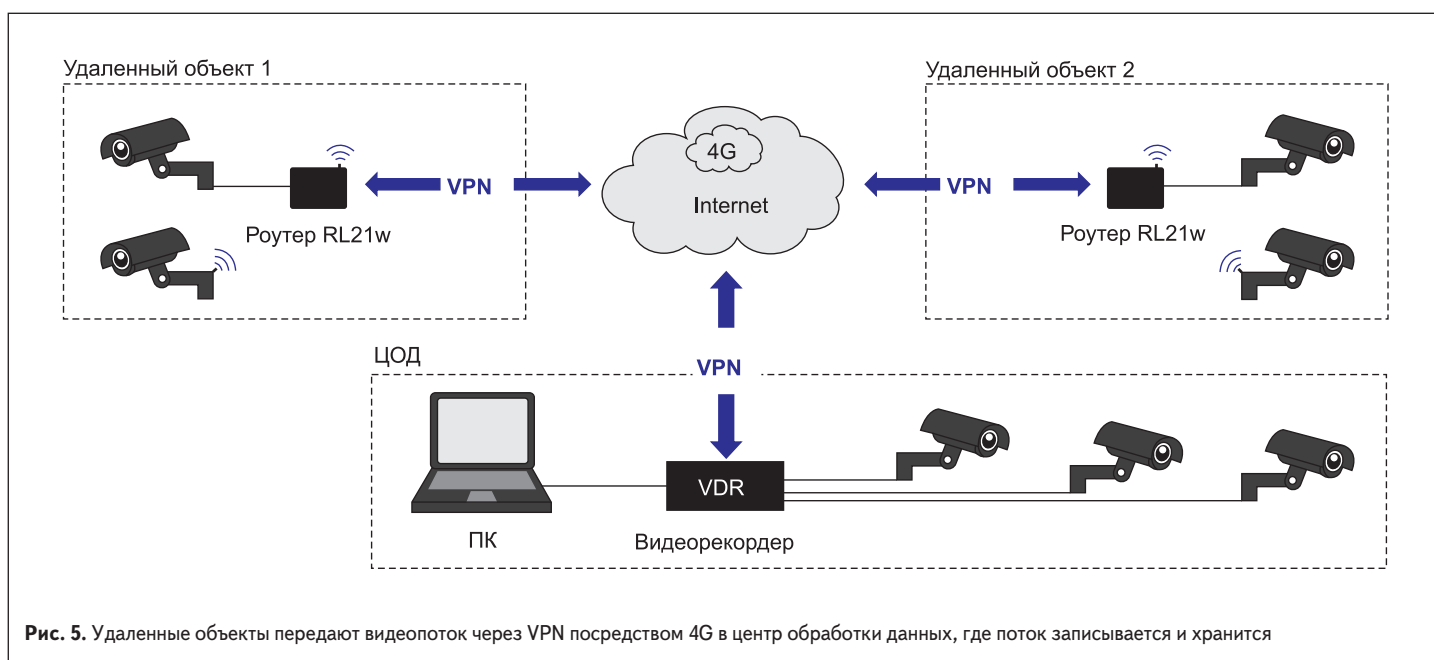 Удаленный объект 1
Удаленный объект 2
4G
Internet
VPN
VPN
Роутер RL21w
Роутер RL21w
VPN
ЦОД
VDR
ПК
Видеорекордер
Рис. 5. Удаленные объекты передают видеопоток через VPN посредством 4G в центр обработки данных, где поток записывается и хранится